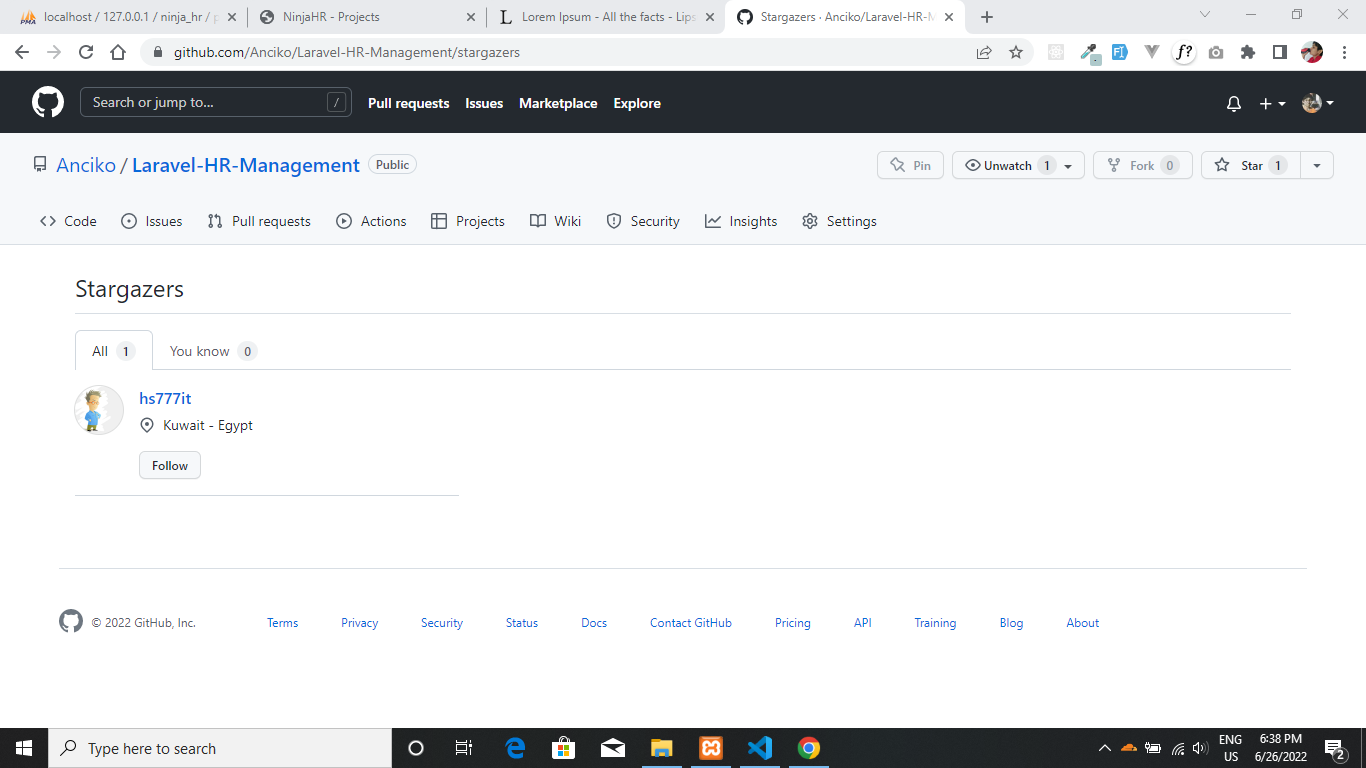 localhost / 127.0.0.1 / ninja_hr /
NinjaHR - Projects
Lorem Ipsum - All the facts - Lips
Stargazers · Anciko/Laravel-HR-M
github.com/Anciko/Laravel-HR-Management/stargazers
Search or jump to... /
Pull requests Issues Marketplace Explore
Anciko / Laravel-HR-Management Public
Pin Unwatch 1 Fork 0 Star 1
Code Issues Pull requests Actions Projects Wiki Security Insights Settings
Stargazers
All 1 You know 0
hs777it
Kuwait - Egypt
Follow
© 2022 GitHub, Inc. Terms Privacy Security Status Docs Contact GitHub Pricing API Training Blog About
Type here to search
ENG
US
6:38 PM
6/26/2022
2